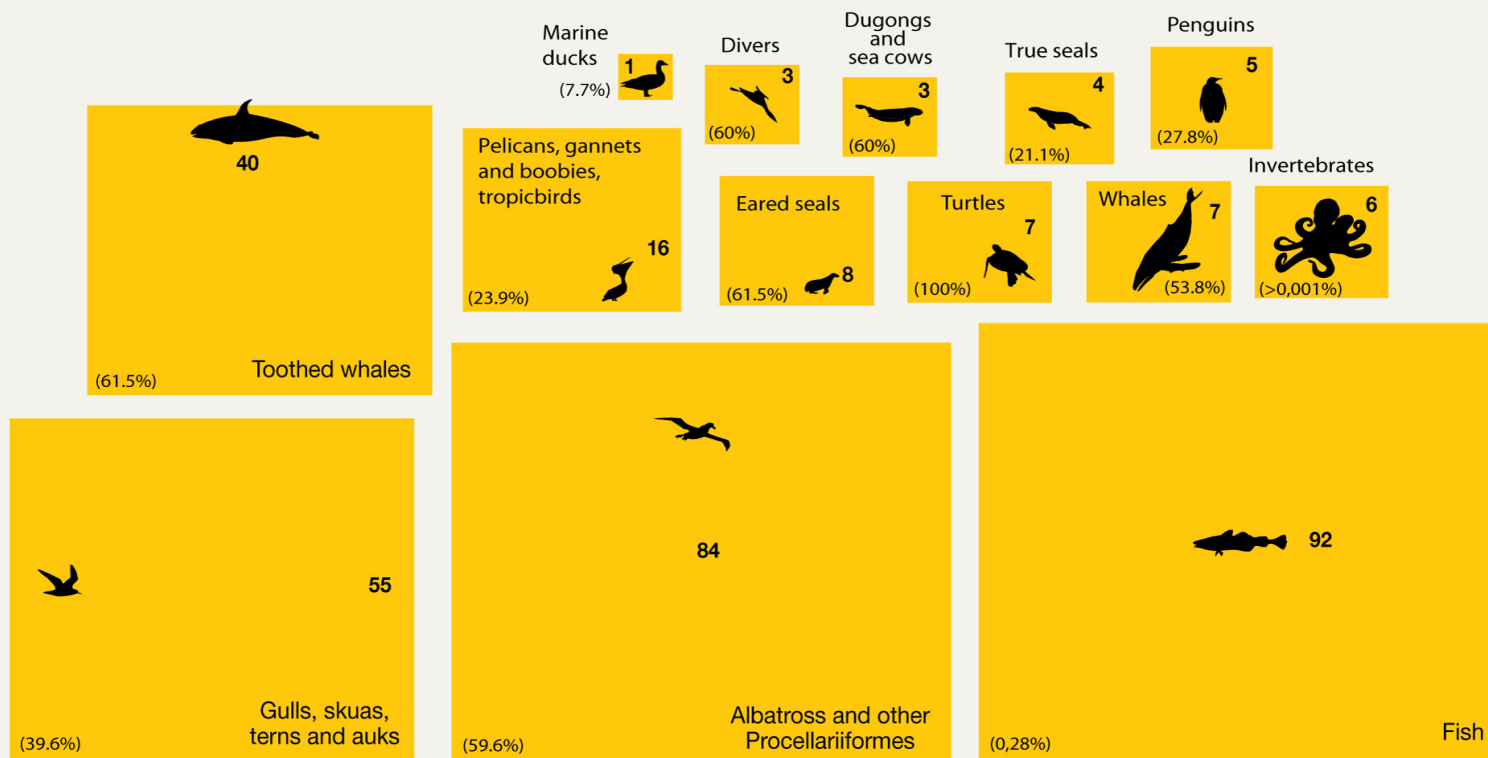 Marine
ducks
1
(7.7%)
Divers
3
(60%)
Dugongs
and
sea cows
3
(60%)
True seals
4
(21.1%)
Penguins
5
(27.8%)
40
Toothed whales
(61.5%)
Pelicans, gannets
and boobies,
tropicbirds
16
(23.9%)
Eared seals
8
(61.5%)
Turtles
7
(100%)
Whales
7
(53.8%)
Invertebrates
6
(>0,001%)
55
Gulls, skuas,
terns and auks
(39.6%)
84
Albatross and other
Procellariiformes
(59.6%)
92
Fish
(0,28%)